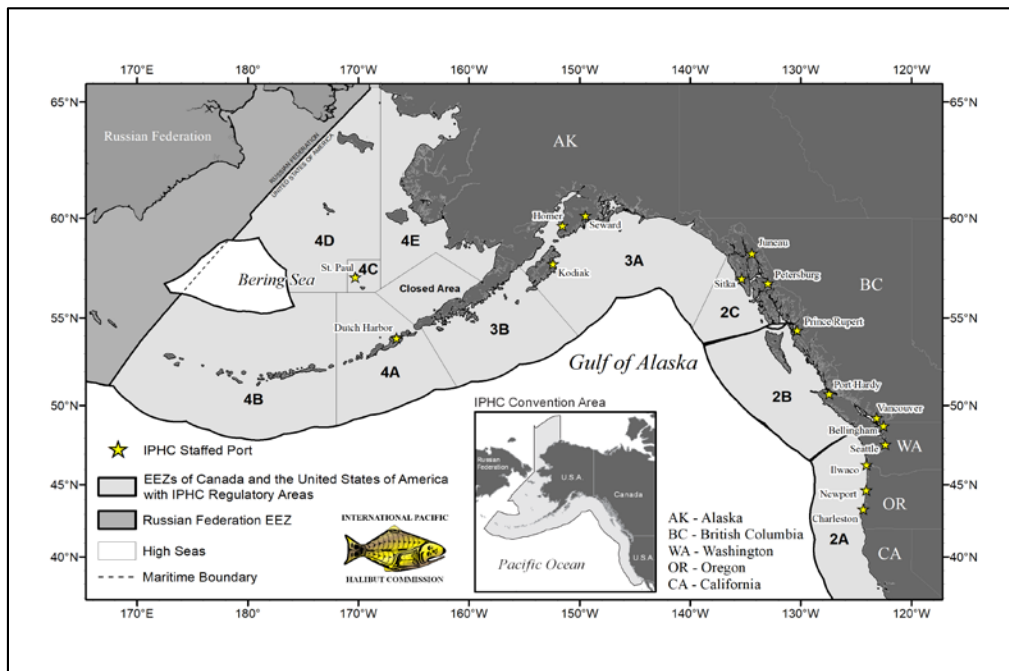 170°E 180° 170°W 160°W 150°W 140°W 130°W 120°W
65°N 65°N
Russian Federation
RUSSIAN FEDERATION
UNITED STATES OF AMERICA
AK
60°N 60°N
Homer
Seward
4D
4E
4C
St. Paul
Bering Sea
Closed Area
Kodiak
3A
Juneau
Petersburg
Sitka
BC
55°N 55°N
2C
Dutch Harbor
3B
Prince Rupert
4A
Gulf of Alaska
4B
50°N 50°N
2B
Port Hardy
Vancouver
Bellingham
Seattle
WA
Ilwaco
45°N 45°N
Newport
OR
Charleston
2A
40°N 40°N
CA
IPHC Staffed Port
EEZs of Canada and the United States of America
with IPHC Regulatory Areas
Russian Federation EEZ
High Seas
Maritime Boundary
INTERNATIONAL PACIFIC
HALIBUT COMMISSION
IPHC Convention Area
Russian
Federation
U.S.A.
Canada
U.S.A.
Pacific Ocean
AK - Alaska
BC - British Columbia
WA - Washington
OR - Oregon
CA - California
170°E 180° 170°W 160°W 150°W 140°W 130°W 120°W